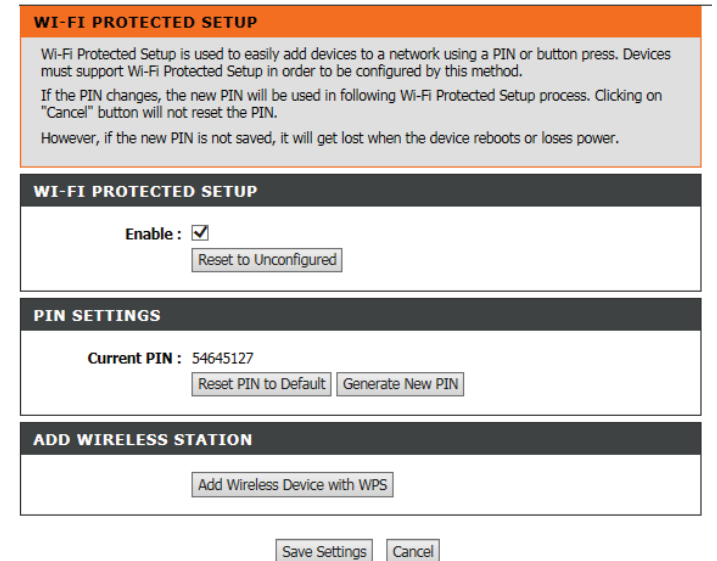 WI-FI PROTECTED SETUP
Wi-Fi Protected Setup is used to easily add devices to a network using a PIN or button press. Devices
must support Wi-Fi Protected Setup in order to be configured by this method.
If the PIN changes, the new PIN will be used in following Wi-Fi Protected Setup process. Clicking on
"Cancel" button will not reset the PIN.
However, if the new PIN is not saved, it will get lost when the device reboots or loses power.
WI-FI PROTECTED SETUP
Enable :
Reset to Unconfigured
PIN SETTINGS
Current PIN : 54645127
Reset PIN to Default Generate New PIN
ADD WIRELESS STATION
Add Wireless Device with WPS
Save Settings Cancel